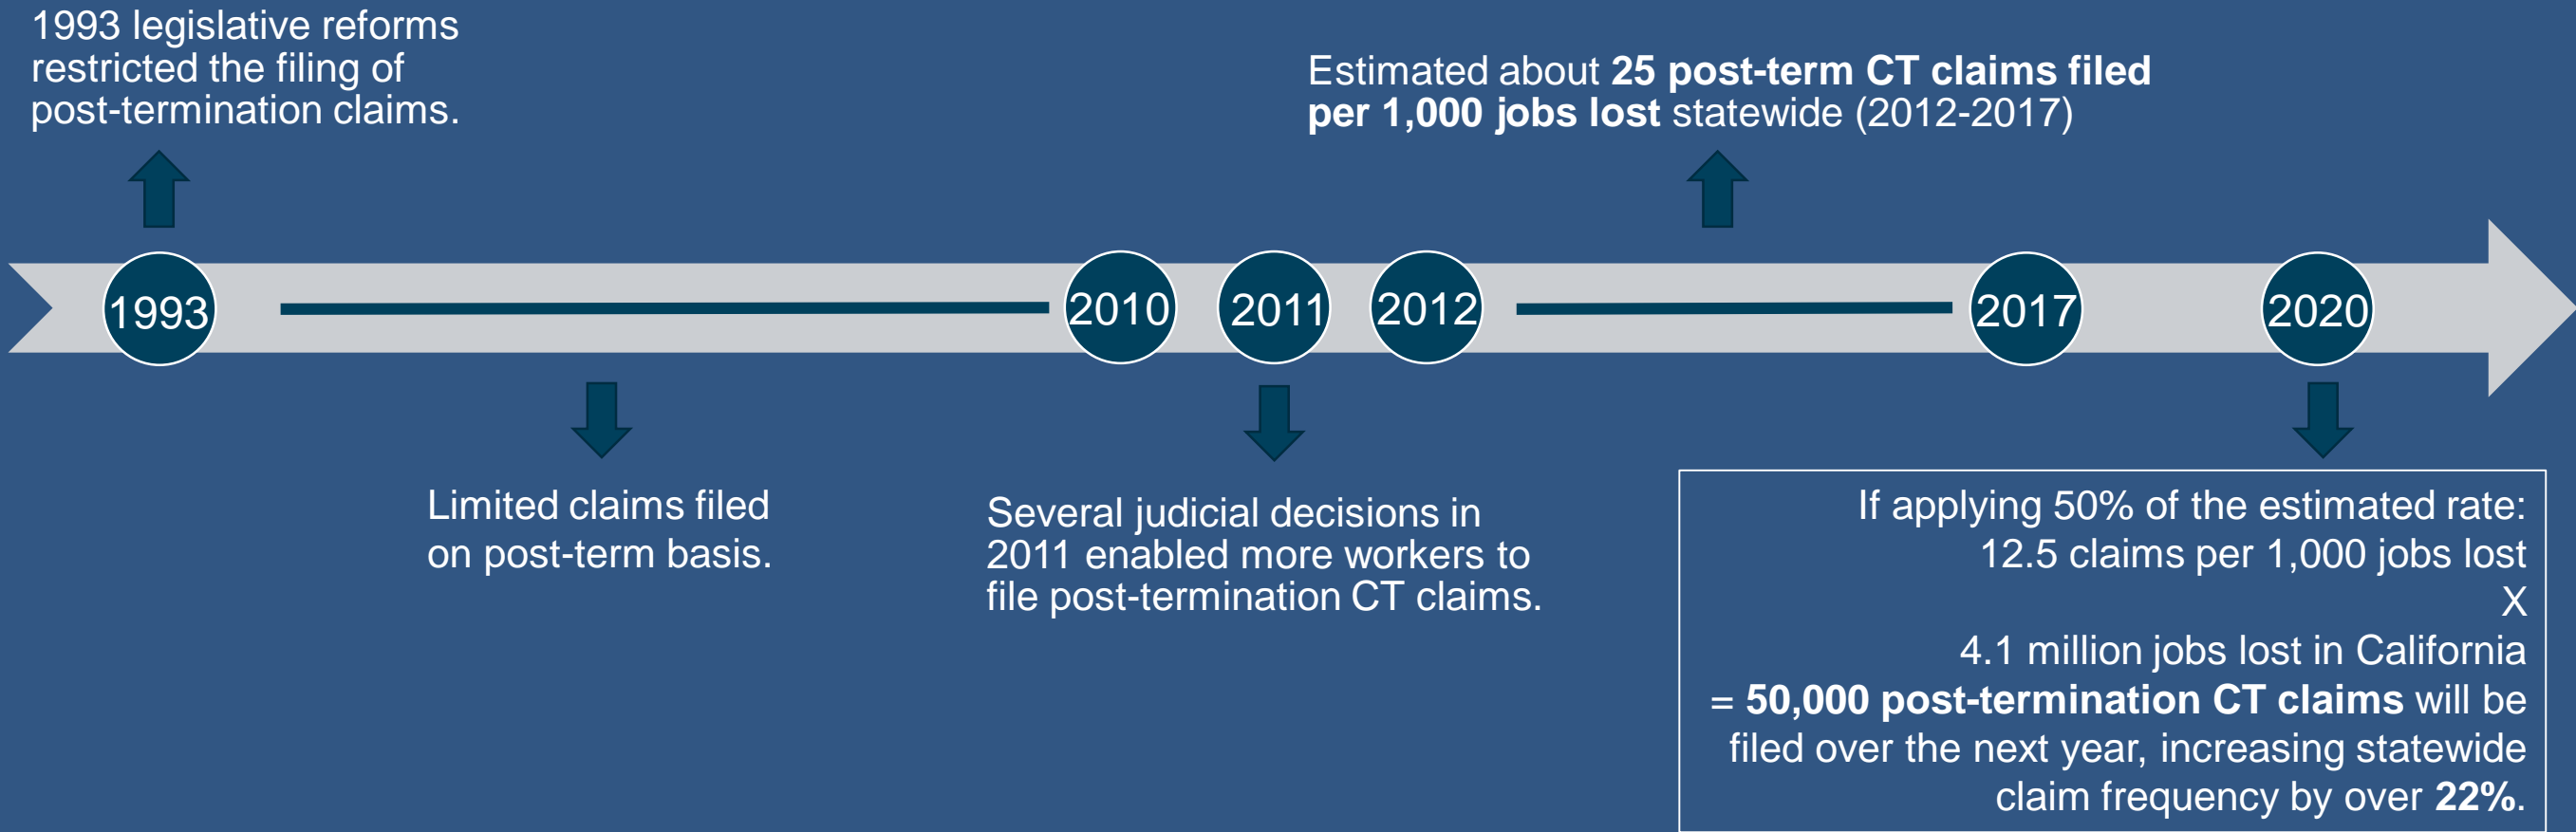 1993 legislative reforms
restricted the filing of
post-termination claims.
Estimated about 25 post-term CT claims filed
per 1,000 jobs lost statewide (2012-2017)
1993
2010
2011
2012
2017
2020
Limited claims filed
on post-term basis.
Several judicial decisions in
2011 enabled more workers to
file post-termination CT claims.
If applying 50% of the estimated rate:
12.5 claims per 1,000 jobs lost
X
4.1 million jobs lost in California
= 50,000 post-termination CT claims will be
filed over the next year, increasing statewide
claim frequency by over 22%.